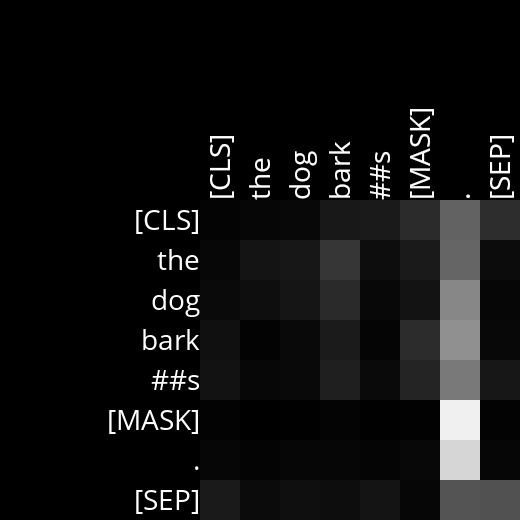 [CLS] the dog bark ##s [MASK] . [SEP]
[CLS]
the
dog
bark
##s
[MASK]
.
[SEP]